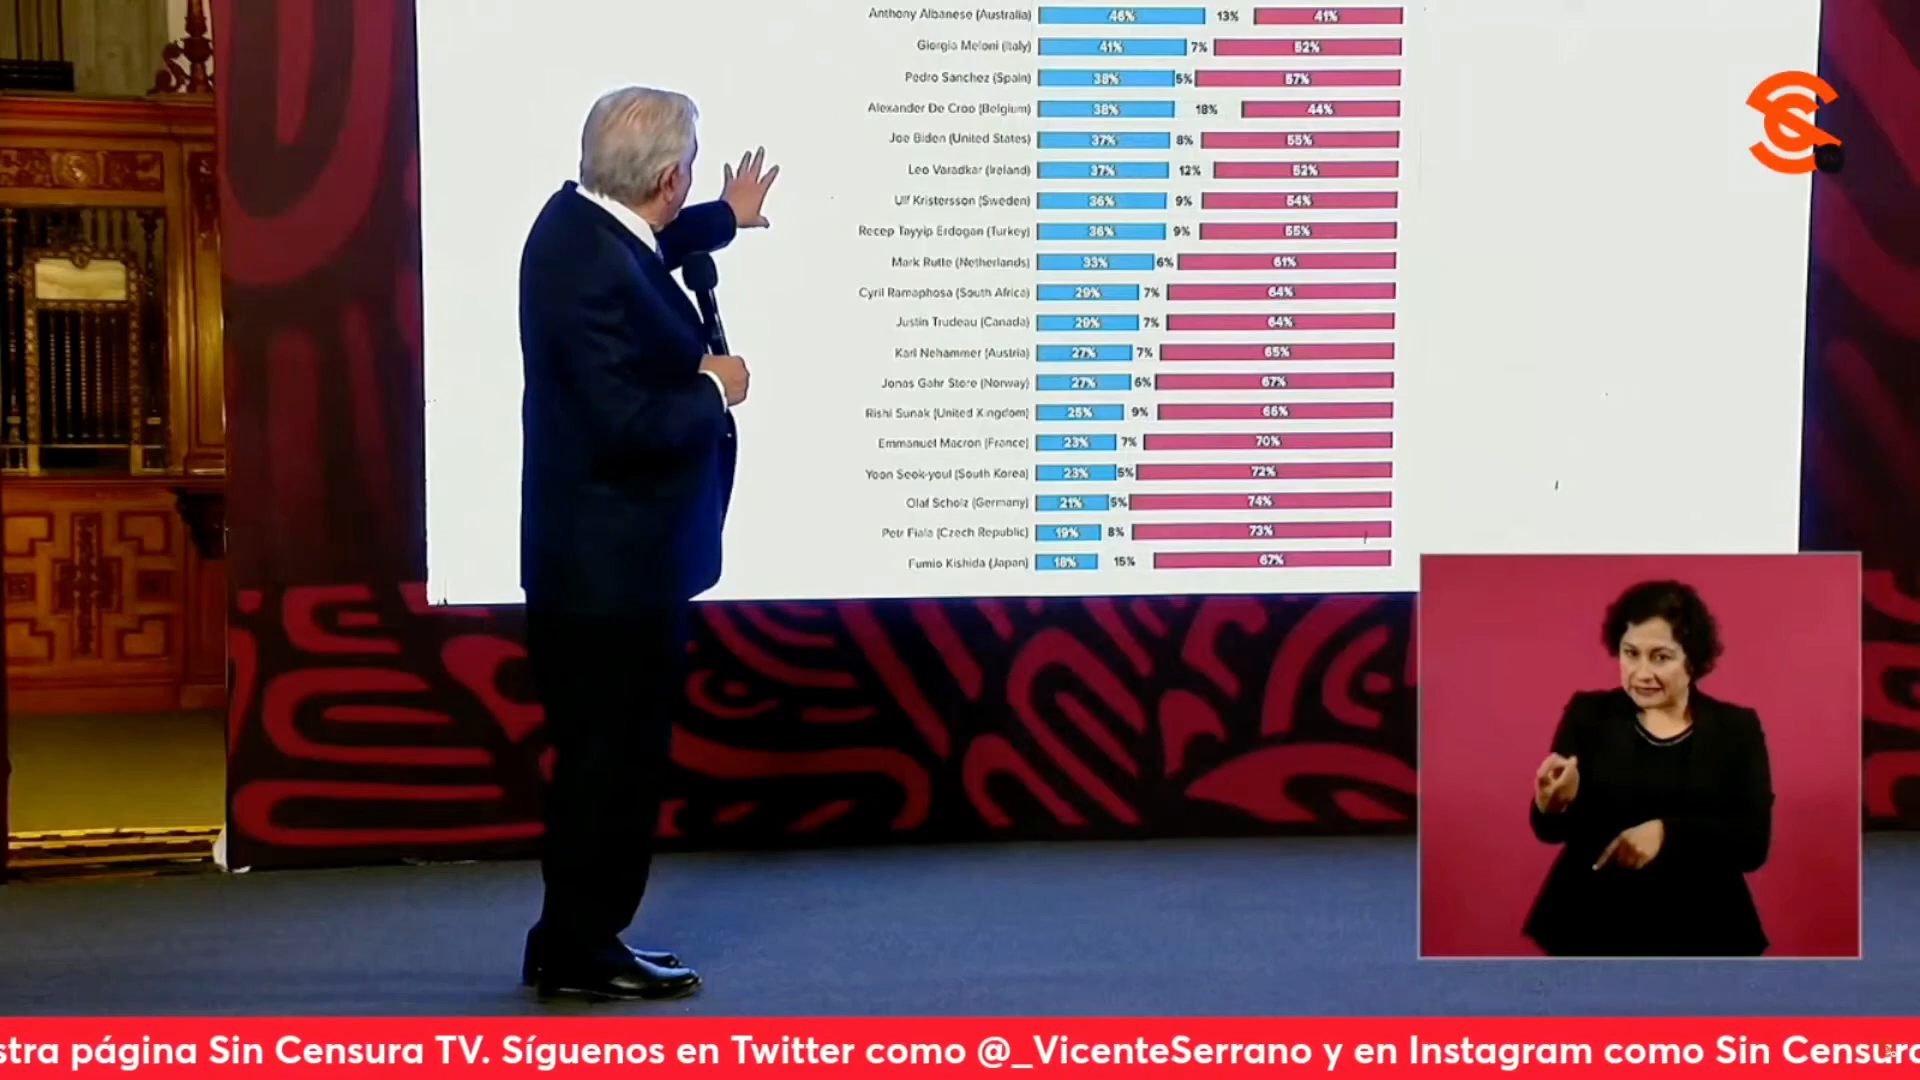 Anthony Albanese (Australia) 46% 13% 41%
Giorgia Meloni (Italy) 41% 7% 52%
Pedro Sanchez (Spain) 38% 5% 57%
Alexander De Croo (Belgium) 38% 18% 44%
Joe Biden (United States) 37% 8% 55%
Leo Varadkar (Ireland) 37% 12% 52%
Ulf Kristersson (Sweden) 36% 9% 54%
Recep Tayyip Erdogan (Turkey) 36% 9% 55%
Mark Rutte (Netherlands) 33% 6% 61%
Cyril Ramaphosa (South Africa) 29% 7% 64%
Justin Trudeau (Canada) 29% 7% 64%
Karl Nehammer (Austria) 27% 7% 65%
Jonas Gahr Store (Norway) 27% 6% 67%
Rishi Sunak (United Kingdom) 25% 9% 66%
Emmanuel Macron (France) 23% 7% 70%
Yoon Seok-youl (South Korea) 23% 5% 72%
Olaf Scholz (Germany) 21% 5% 74%
Petr Fiala (Czech Republic) 19% 8% 73%
Fumio Kishida (Japan) 18% 15% 67%
stra página Sin Censura TV. Síguenos en Twitter como @_VicenteSerrano y en Instagram como Sin Censura